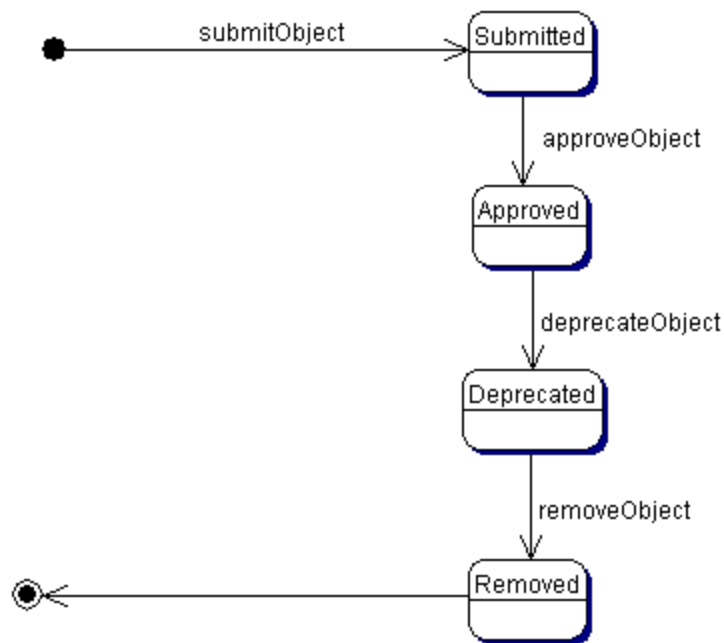 submitObject
Submitted
approveObject
Approved
deprecateObject
Deprecated
removeObject
Removed